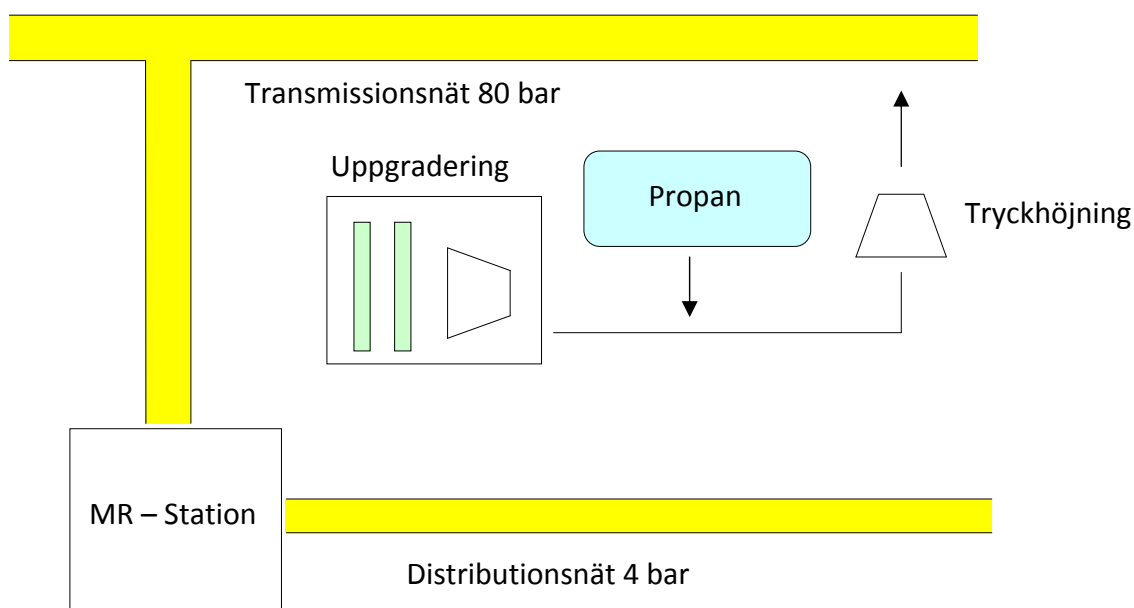 Transmissionsnät 80 bar
Uppgradering
Propan
Tryckhöjning
MR – Station
Distributionsnät 4 bar